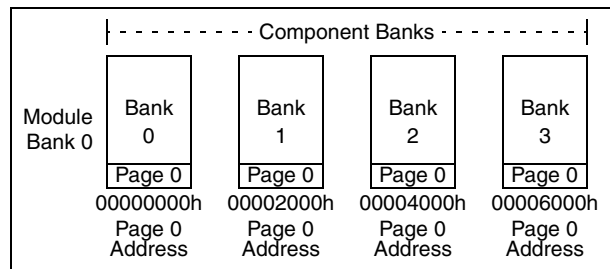 Component Banks
Module
Bank 0
Bank
0
Bank
1
Bank
2
Bank
3
Page 0
Page 0
Page 0
Page 0
00000000h
00002000h
00004000h
00006000h
Page 0
Address
Page 0
Address
Page 0
Address
Page 0
Address